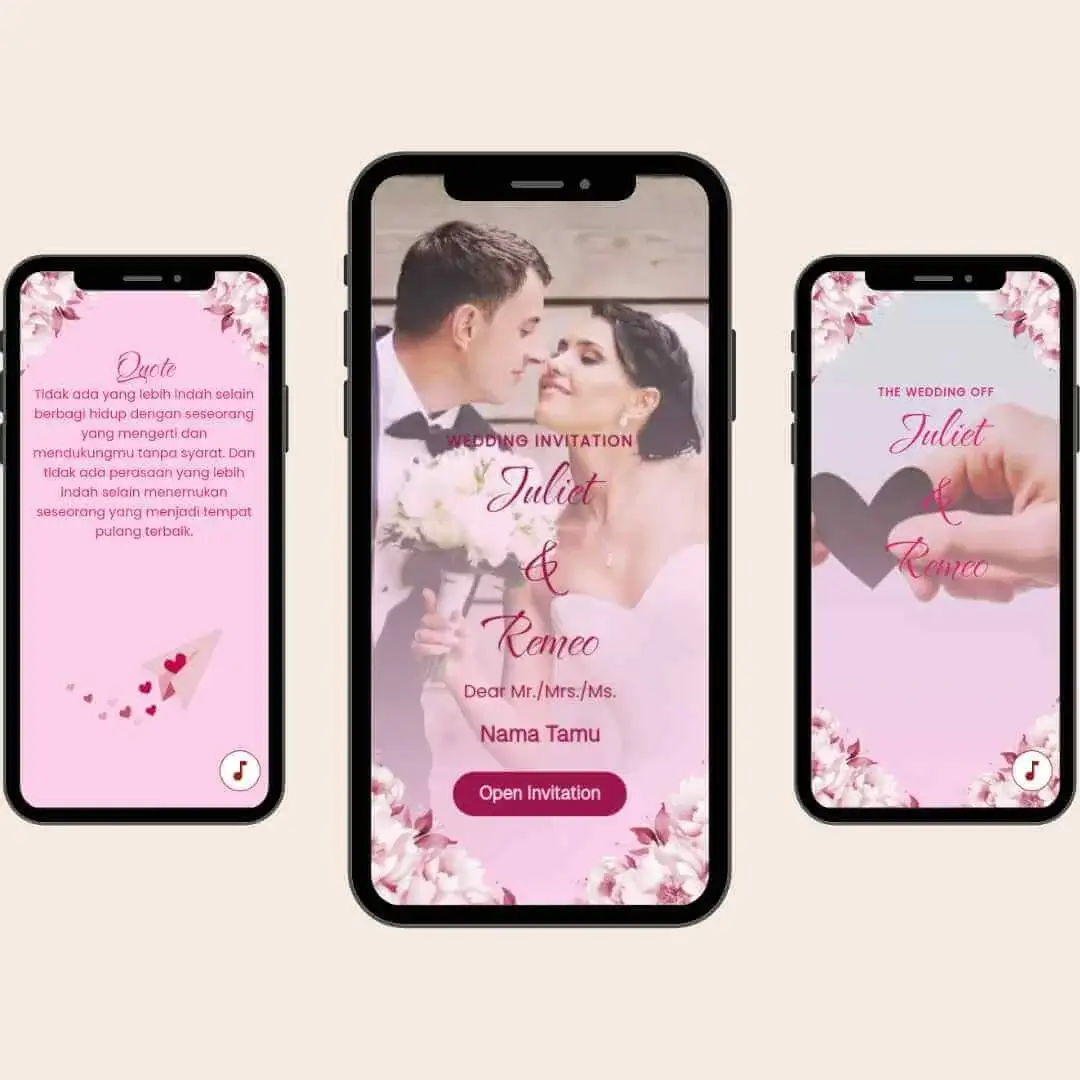 Quote
Tidak ada yang lebih indah selain
berbagi hidup dengan seseorang
yang mengerti dan
mendukungmu tanpa syarat. Dan
tidak ada perasaan yang lebih
indah selain menemukan
seseorang yang menjadi tempat
pulang terbaik.
WEDDING INVITATION
Juliet
&
Remeo
Dear Mr./Mrs./Ms.
Nama Tamu
Open Invitation
THE WEDDING OFF
Juliet
&
Remeo